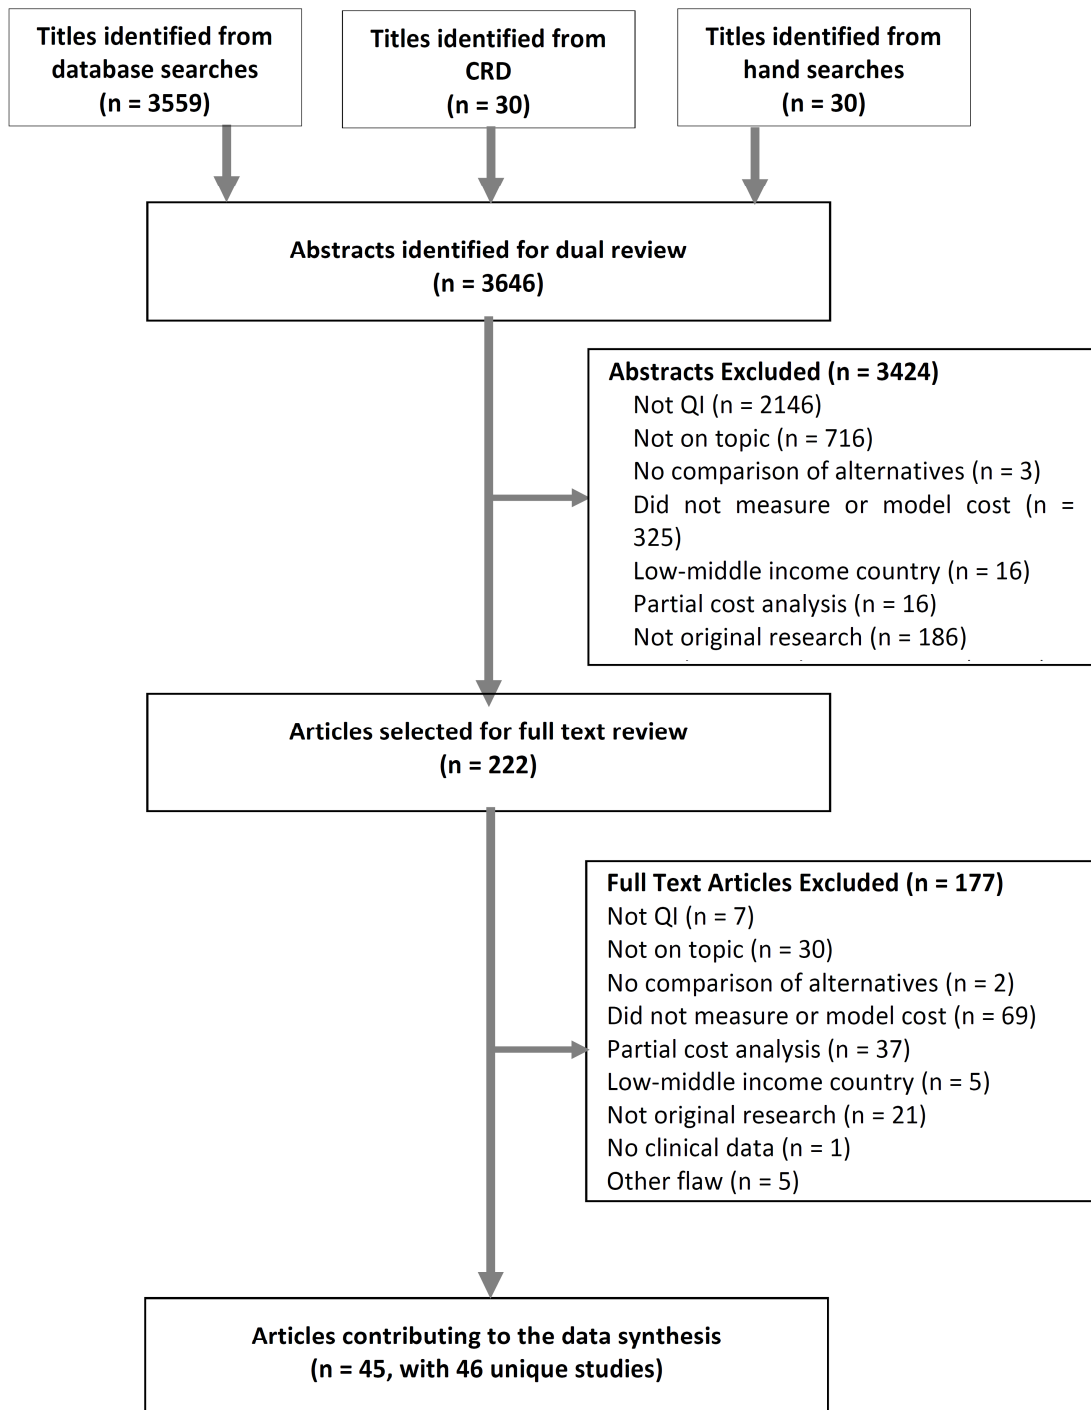 Titles identified from
database searches
(n = 3559)
Titles identified from
CRD
(n = 30)
Titles identified from
hand searches
(n = 30)
Abstracts identified for dual review
(n = 3646)
Abstracts Excluded (n = 3424)
Not QI (n = 2146)
Not on topic (n = 716)
No comparison of alternatives (n = 3)
Did not measure or model cost (n =
325)
Low-middle income country (n = 16)
Partial cost analysis (n = 16)
Not original research (n = 186)
Articles selected for full text review
(n = 222)
Full Text Articles Excluded (n = 177)
Not QI (n = 7)
Not on topic (n = 30)
No comparison of alternatives (n = 2)
Did not measure or model cost (n = 69)
Partial cost analysis (n = 37)
Low-middle income country (n = 5)
Not original research (n = 21)
No clinical data (n = 1)
Other flaw (n = 5)
Articles contributing to the data synthesis
(n = 45, with 46 unique studies)